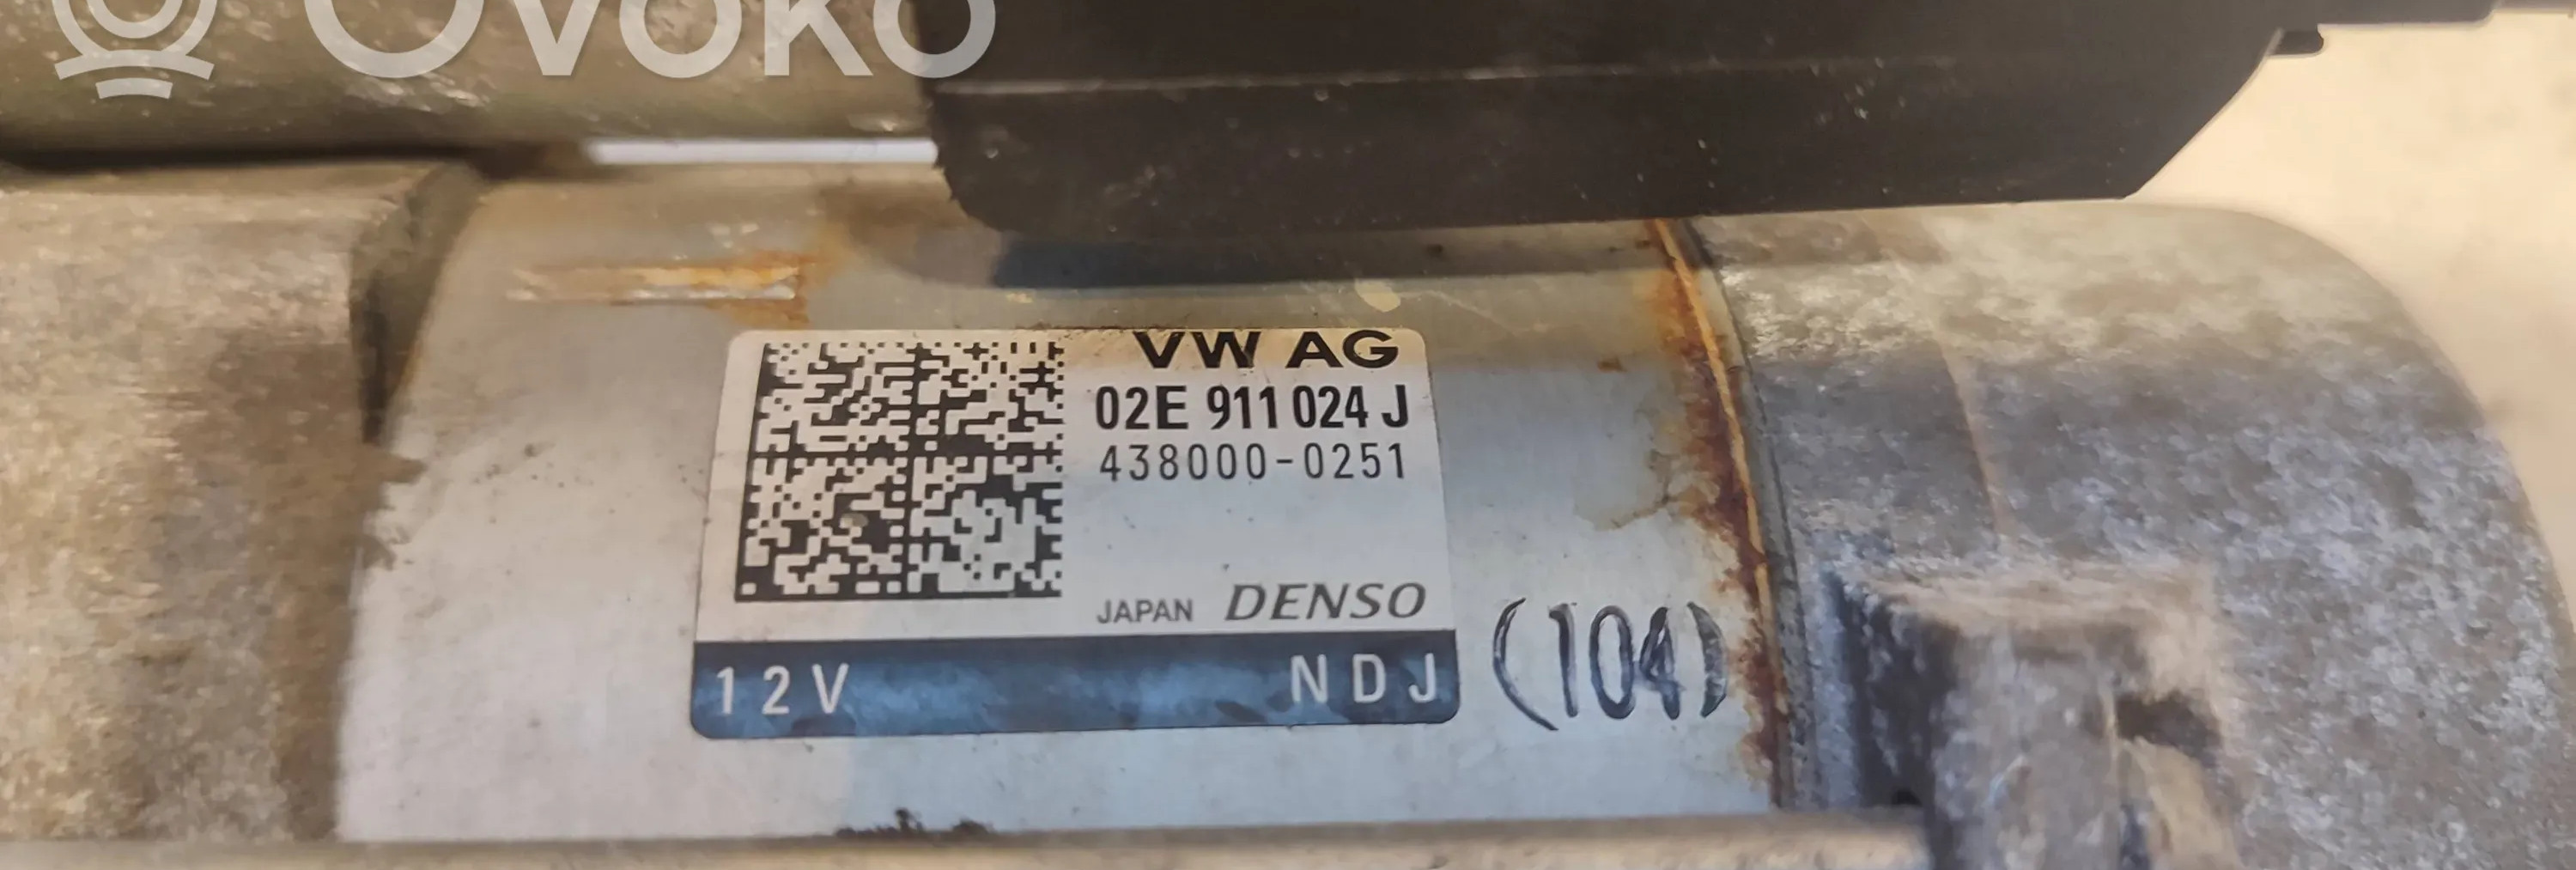 Ovoko
VW AG
02E 911 024 J
438000-0251
JAPAN DENSO
12V NDJ
(104)